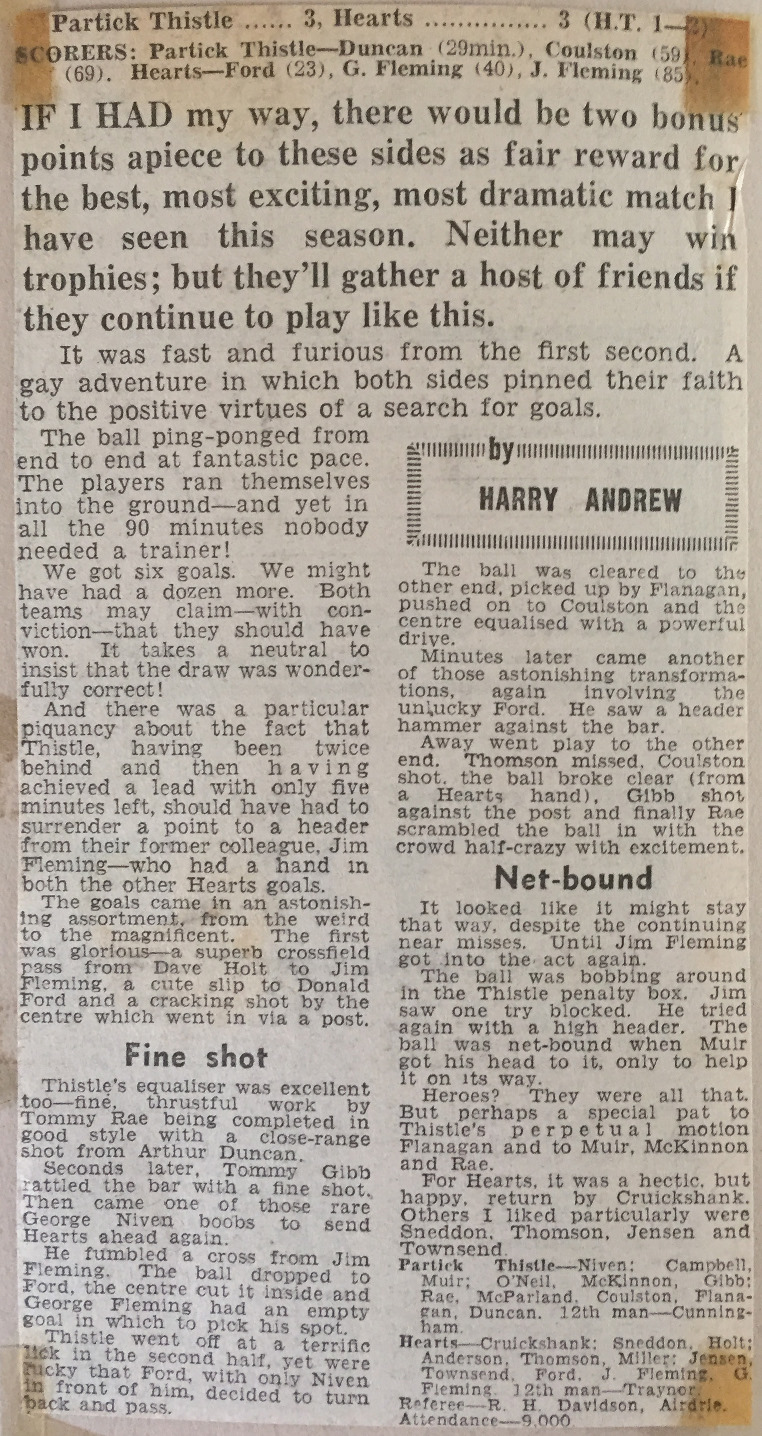 Partick Thistle ...... 3, Hearts ............... 3 (H.T. 1—2)
SCORERS: Partick Thistle—Duncan (29min.), Coulston (59), Rae
(69). Hearts—Ford (23), G. Fleming (40), J. Fleming (85).
IF I HAD my way, there would be two bonus
points apiece to these sides as fair reward for
the best, most exciting, most dramatic match I
have seen this season. Neither may win
trophies; but they'll gather a host of friends if
they continue to play like this.
It was fast and furious from the first second. A
gay adventure in which both sides pinned their faith
to the positive virtues of a search for goals.
The ball ping-ponged from
end to end at fantastic pace.
The players ran themselves
into the ground—and yet in
all the 90 minutes nobody
needed a trainer!
We got six goals. We might
have had a dozen more. Both
teams may claim—with con-
viction—that they should have
won. It takes a neutral to
insist that the draw was wonder-
fully correct!
And there was a particular
piquancy about the fact that
Thistle, having been twice
behind and then having
achieved a lead with only five
minutes left, should have had to
surrender a point to a header
from their former colleague, Jim
Fleming—who had a hand in
both the other Hearts goals.
The goals came in an astonish-
ing assortment, from the weird
to the magnificent. The first
was glorious—a superb crossfield
pass from Dave Holt to Jim
Fleming, a cute slip to Donald
Ford and a cracking shot by the
centre which went in via a post.
Fine shot
Thistle's equaliser was excellent
too—fine, thrustful work by
Tommy Rae being completed in
good style with a close-range
shot from Arthur Duncan.
Seconds later, Tommy Gibb
rattled the bar with a fine shot.
Then came one of those rare
George Niven boobs to send
Hearts ahead again.
He fumbled a cross from Jim
Fleming. The ball dropped to
Ford, the centre cut it inside and
George Fleming had an empty
goal in which to pick his spot.
Thistle went off at a terrific
lick in the second half, yet were
lucky that Ford, with only Niven
in front of him, decided to turn
back and pass.
by
HARRY ANDREW
The ball was cleared to the
other end, picked up by Flanagan,
pushed on to Coulston and the
centre equalised with a powerful
drive.
Minutes later came another
of those astonishing transforma-
tions, again involving the
unlucky Ford. He saw a header
hammer against the bar.
Away went play to the other
end. Thomson missed, Coulston
shot, the ball broke clear (from
a Hearts hand), Gibb shot
against the post and finally Rae
scrambled the ball in with the
crowd half-crazy with excitement.
Net-bound
It looked like it might stay
that way, despite the continuing
near misses. Until Jim Fleming
got into the act again.
The ball was bobbing around
in the Thistle penalty box. Jim
saw one try blocked. He tried
again with a high header. The
ball was net-bound when Muir
got his head to it, only to help
it on its way.
Heroes? They were all that.
But perhaps a special pat to
Thistle's perpetual motion
Flanagan and to Muir, McKinnon
and Rae.
For Hearts, it was a hectic, but
happy, return by Cruickshank.
Others I liked particularly were
Sneddon, Thomson, Jensen and
Townsend.
Partick Thistle—Niven; Campbell,
Muir; O'Neil, McKinnon, Gibb;
Rae, McParland, Coulston, Flana-
gan, Duncan. 12th man—Cunning-
ham.
Hearts—Cruickshank; Sneddon, Holt;
Anderson, Thomson, Miller; Jensen,
Townsend, Ford, J. Fleming, G.
Fleming. 12th man—Traynor.
Referee—R. H. Davidson, Airdrie.
Attendance—9,000